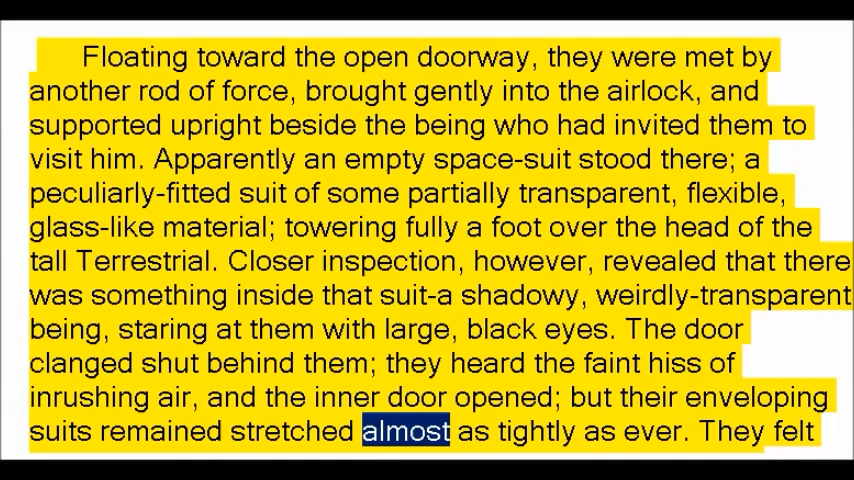 Floating toward the open doorway, they were met by
another rod of force, brought gently into the airlock, and
supported upright beside the being who had invited them to
visit him. Apparently an empty space-suit stood there; a
peculiarly-fitted suit of some partially transparent, flexible,
glass-like material; towering fully a foot over the head of the
tall Terrestrial. Closer inspection, however, revealed that there
was something inside that suit-a shadowy, weirdly-transparent
being, staring at them with large, black eyes. The door
clanged shut behind them; they heard the faint hiss of
inrushing air, and the inner door opened; but their enveloping
suits remained stretched almost as tightly as ever. They felt